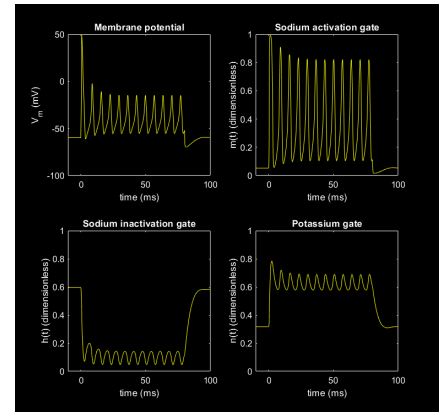 Membrane potential
50
0
-50
-100
V_m (mV)
0
50
100
time (ms)
Sodium activation gate
1
0.8
0.6
0.4
0.2
0
m(t) (dimensionless)
0
50
100
time (ms)
Sodium inactivation gate
1
0.8
0.6
0.4
0.2
0
h(t) (dimensionless)
0
50
100
time (ms)
Potassium gate
1
0.8
0.6
0.4
0.2
0
n(t) (dimensionless)
0
50
100
time (ms)